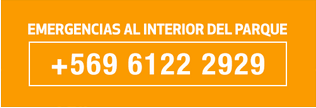 EMERGENCIAS AL INTERIOR DEL PARQUE
+569 6122 2929